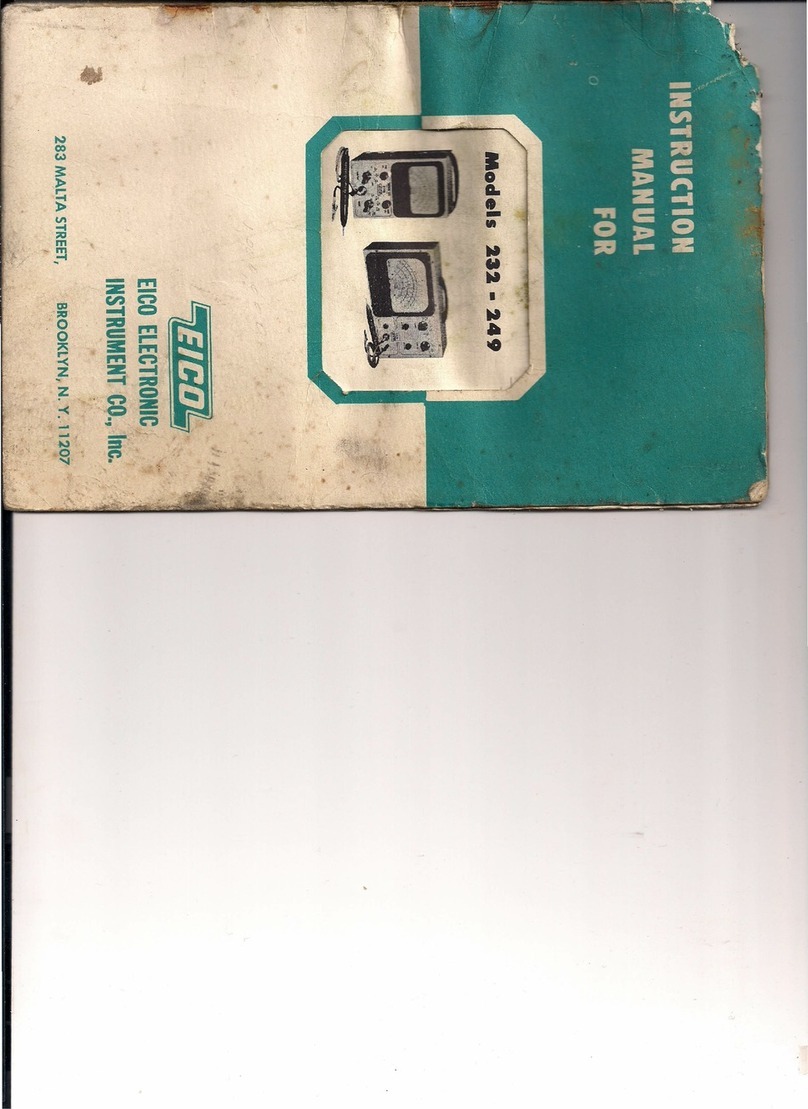 INSTRUCTION
MANUAL
FOR
Models 232 - 249
EICO
EICO ELECTRONIC
INSTRUMENT CO., Inc.
283 MALTA STREET, BROOKLYN, N. Y. 11207